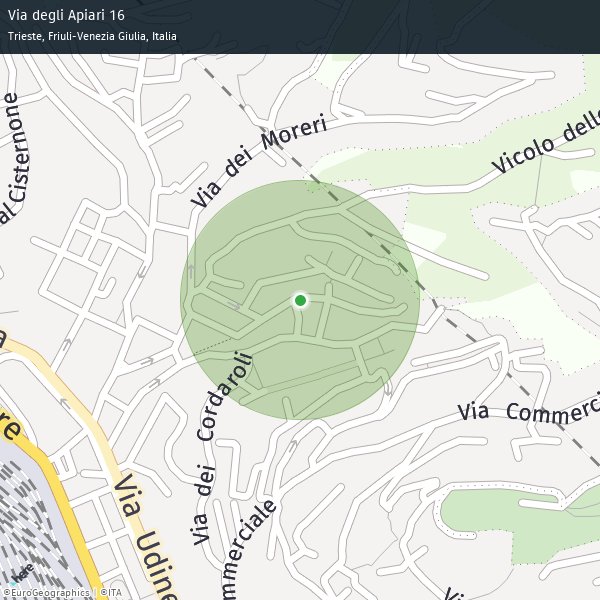 Via degli Apiari 16
Trieste, Friuli-Venezia Giulia, Italia
Via dei Moreri
Vicolo delle
al Cisternone
a
re
Via dei Cordaroli
Via Commerci
Via Udine
mmerciale
Vi
here
©EuroGeographics | ©ITA